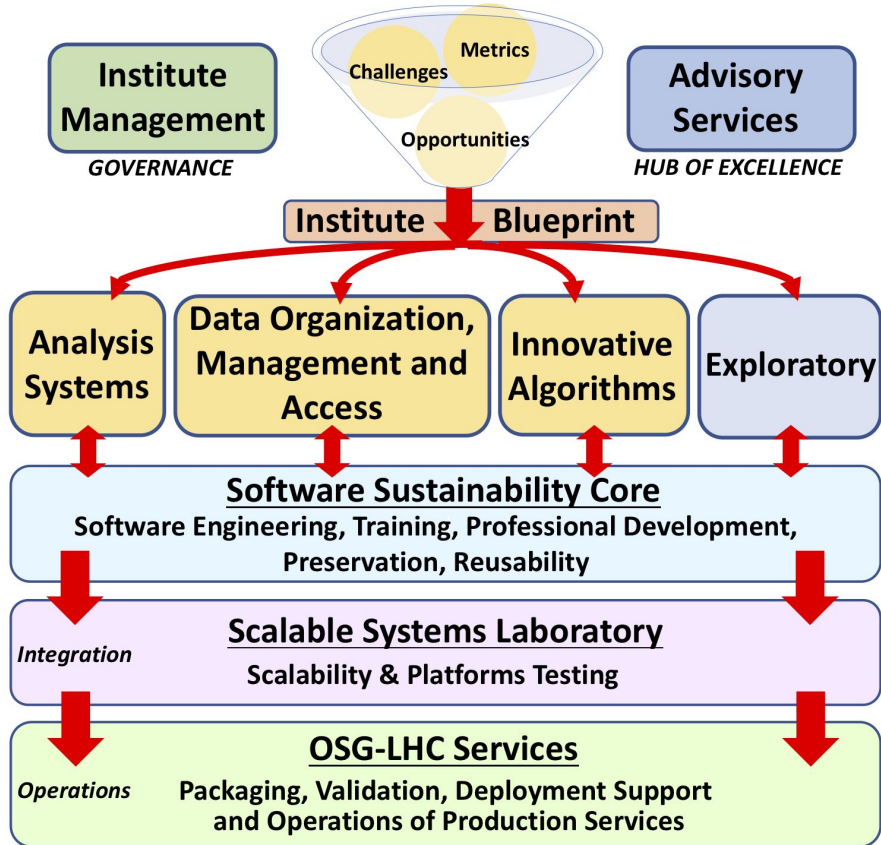 Institute
Management
GOVERNANCE
Challenges
Metrics
Opportunities
Advisory
Services
HUB OF EXCELLENCE
Institute Blueprint
Analysis
Systems
Data Organization,
Management and
Access
Innovative
Algorithms
Exploratory
Software Sustainability Core
Software Engineering, Training, Professional Development,
Preservation, Reusability
Scalable Systems Laboratory
Integration
Scalability & Platforms Testing
OSG-LHC Services
Operations
Packaging, Validation, Deployment Support
and Operations of Production Services